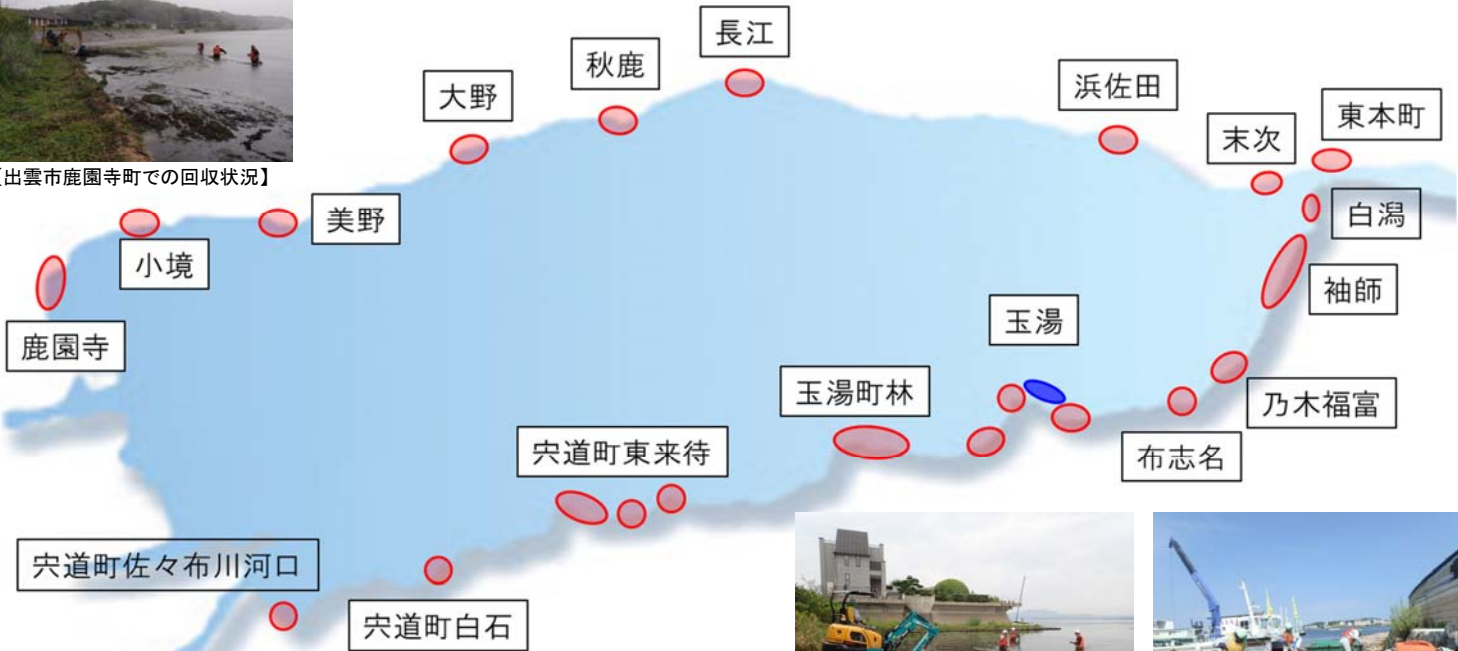 長江
秋鹿
大野
浜佐田
東本町
末次
【出雲市鹿園寺町での回収状況】
美野
白潟
小境
袖師
鹿園寺
玉湯
玉湯町林
乃木福富
宍道町東来待
布志名
宍道町佐々布川河口
宍道町白石